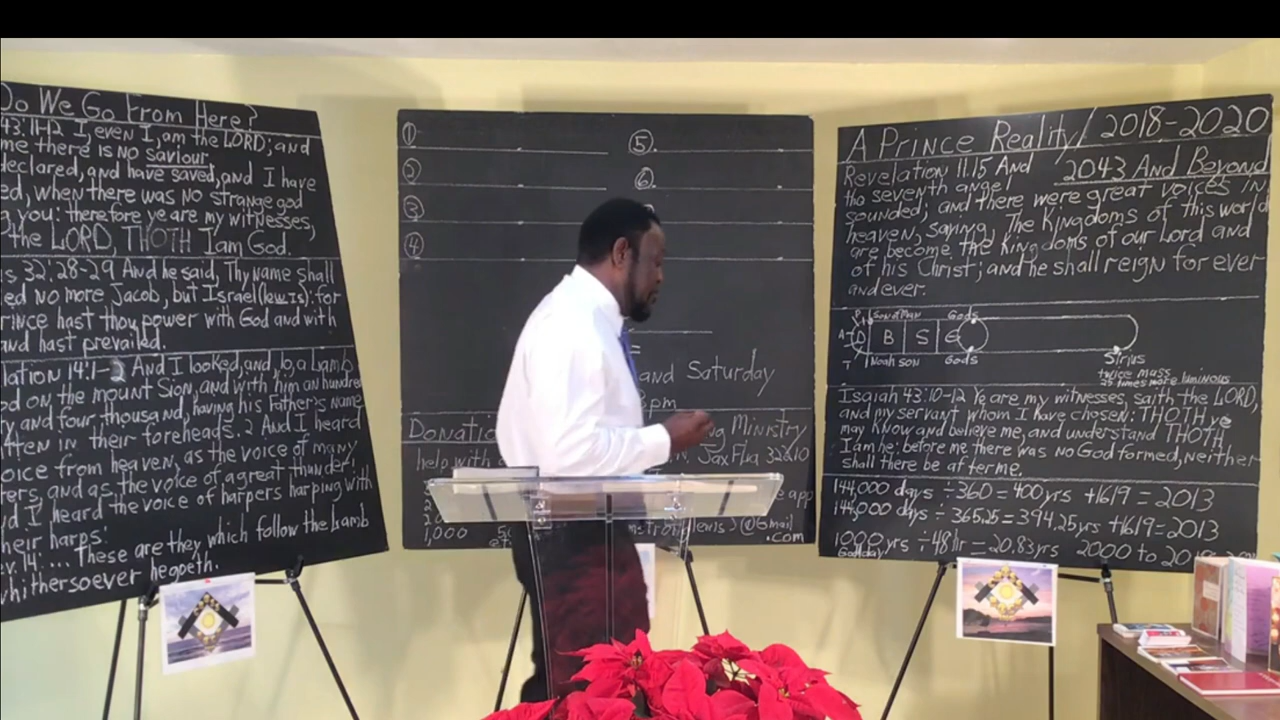 Do We Go From Here?
43:11-12 I, even I, am the LORD; and
me there is no saviour.
declared, and have saved, and I have
ed, when there was no strange god
g you: therefore ye are my witnesses,
the LORD, THOTH I am God.
s 32:28-29 And he said, Thy name shall
ed no more Jacob, but Israel for
rince hast thou power with God and with
and hast prevailed.
lation 14:1-2 And I looked, and, lo, a Lamb
od on the mount Sion, and with him an hundred
ty and four thousand, having his Father's name
itten in their foreheads. 2 And I heard
oice from heaven, as the voice of many
ters, and as the voice of a great thunder:
d I heard the voice of harpers harping with
heir harps:
v. 14: ... These are they which follow the Lamb
whithersoever he goeth.
①
②
③
④
⑤
⑥
and Saturday
pm
Donatio
g Ministry
help with
n Jax Fla 32210
e app
1,000
lewis3@Gmail
.com
A Prince Reality/2018-2020
Revelation 11:15 And
2043 And Beyond
the seventh angel
sounded; and there were great voices in
heaven, saying, The Kingdoms of this world
are become the kingdoms of our Lord and
of his Christ; and he shall reign for ever
and ever.
Son of Man
Gods
A
D
B
S
G
T
Noah son
Gods
Sirius
twice mass
25 times more luminous
Isaiah 43:10-12 Ye are my witnesses, saith the LORD,
and my servant whom I have chosen: THOTH ye
may know and believe me, and understand THOTH
I am he: before me there was no God formed, neither
shall there be after me.
144,000 days ÷ 360 = 400 yrs + 1619 = 2013
144,000 days ÷ 365.25 = 394.25 yrs + 1619 = 2013
1000 yrs ÷ 48 hr = 20.83 yrs 2000 to 20
God day